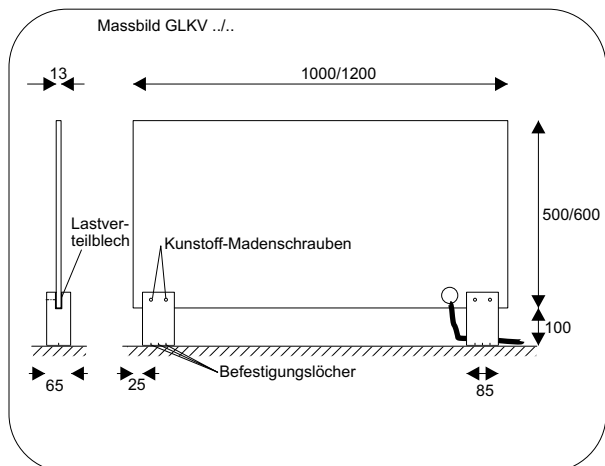 Massbild GLKV ../..
13
1000/1200
500/600
Lastver-
teilblech
Kunstoff-Madenschrauben
100
Befestigungslöcher
65
25
85